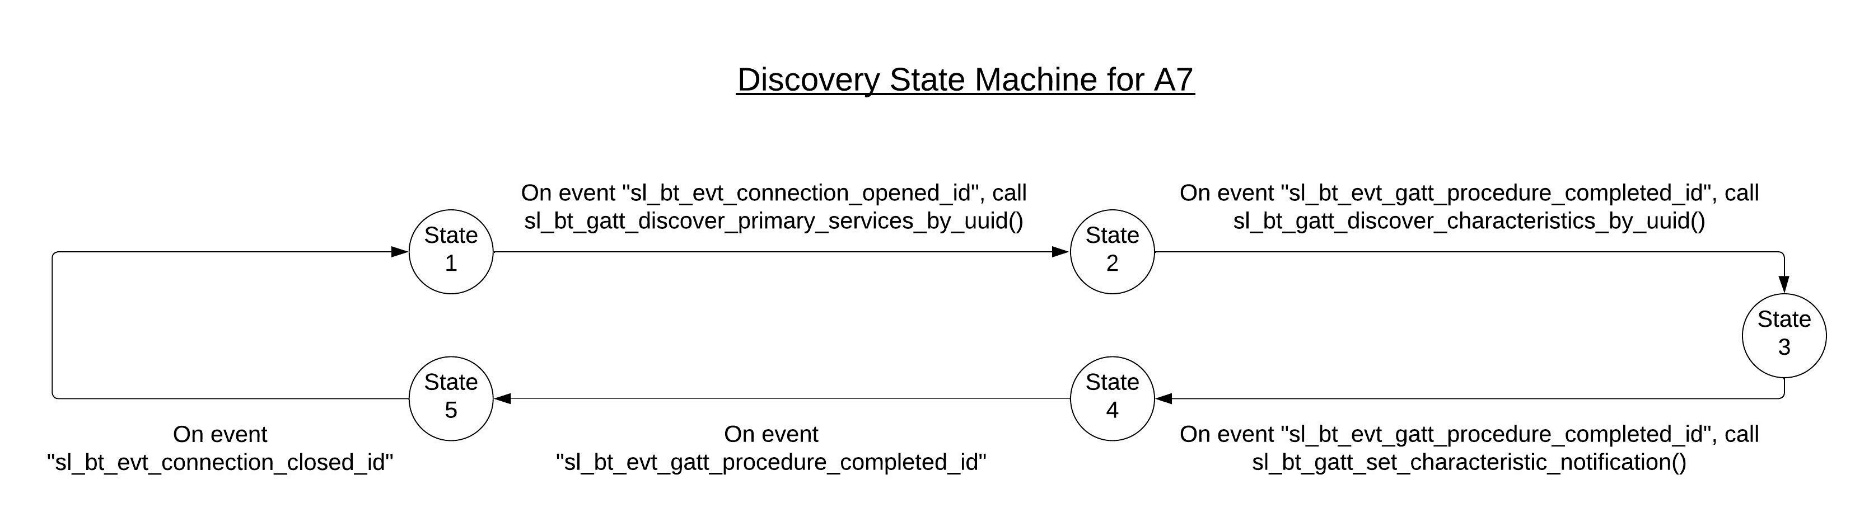 Discovery State Machine for A7
On event "sl_bt_evt_connection_opened_id", call
sl_bt_gatt_discover_primary_services_by_uuid()
On event "sl_bt_evt_gatt_procedure_completed_id", call
sl_bt_gatt_discover_characteristics_by_uuid()
State
1
State
2
State
3
State
5
State
4
On event
"sl_bt_evt_connection_closed_id"
On event
"sl_bt_evt_gatt_procedure_completed_id"
On event "sl_bt_evt_gatt_procedure_completed_id", call
sl_bt_gatt_set_characteristic_notification()